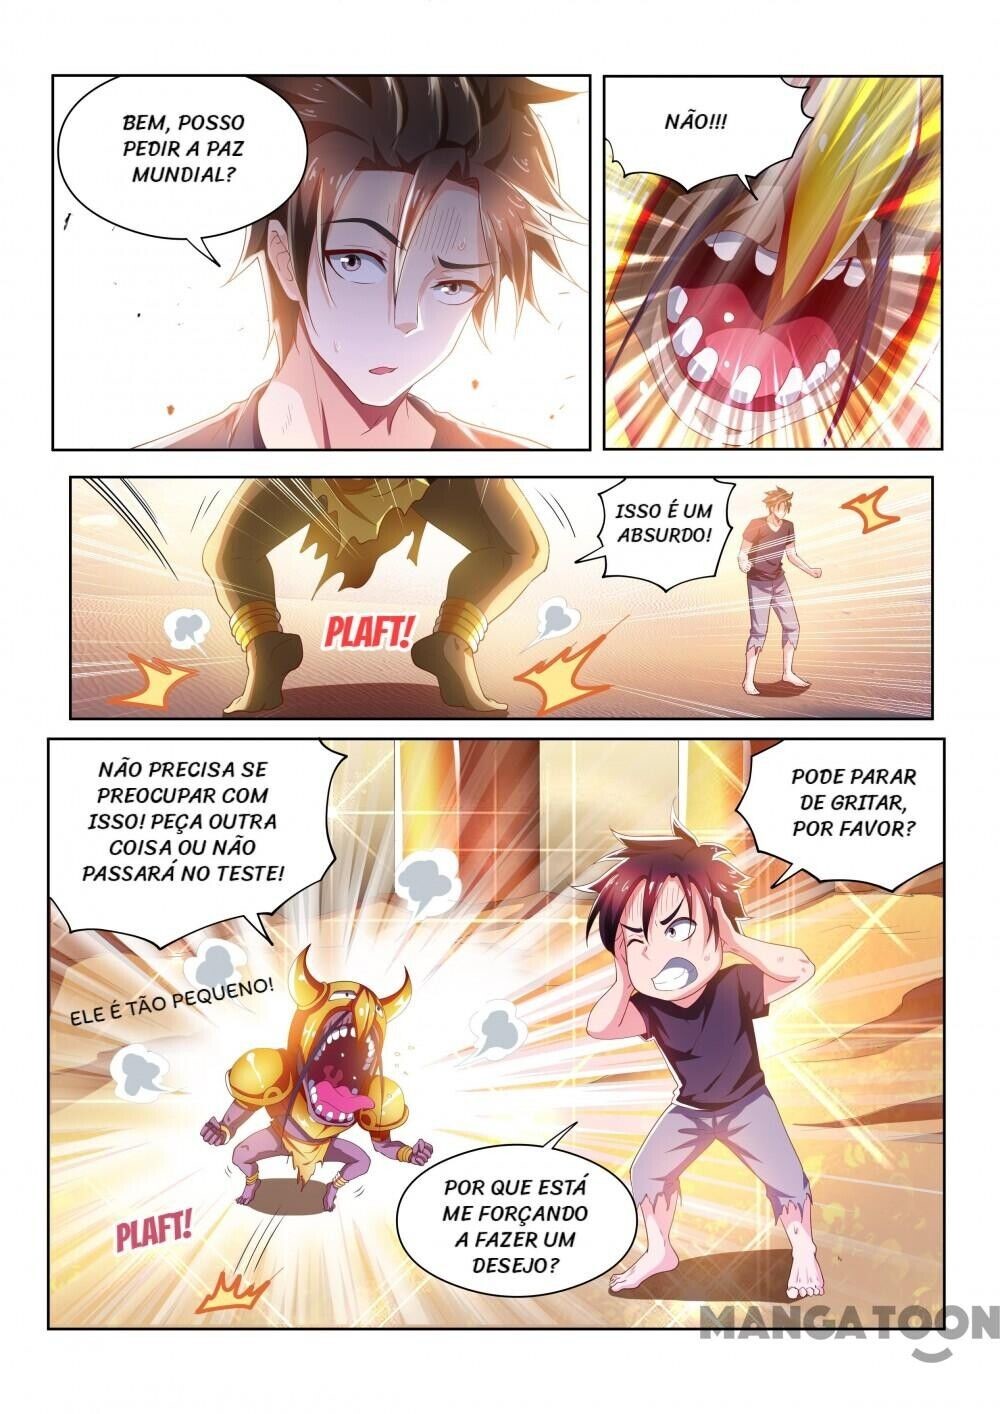 BEM, POSSO
PEDIR A PAZ
MUNDIAL?
NÃO!!!
ISSO É UM
ABSURDO!
PLAFT!
NÃO PRECISA SE
PREOCUPAR COM
ISSO! PEÇA OUTRA
COISA OU NÃO
PASSARÁ NO TESTE!
PODE PARAR
DE GRITAR,
POR FAVOR?
ELE É TÃO PEQUENO!
POR QUE ESTÁ
ME FORÇANDO
A FAZER UM
DESEJO?
PLAFT!
MANGATOON